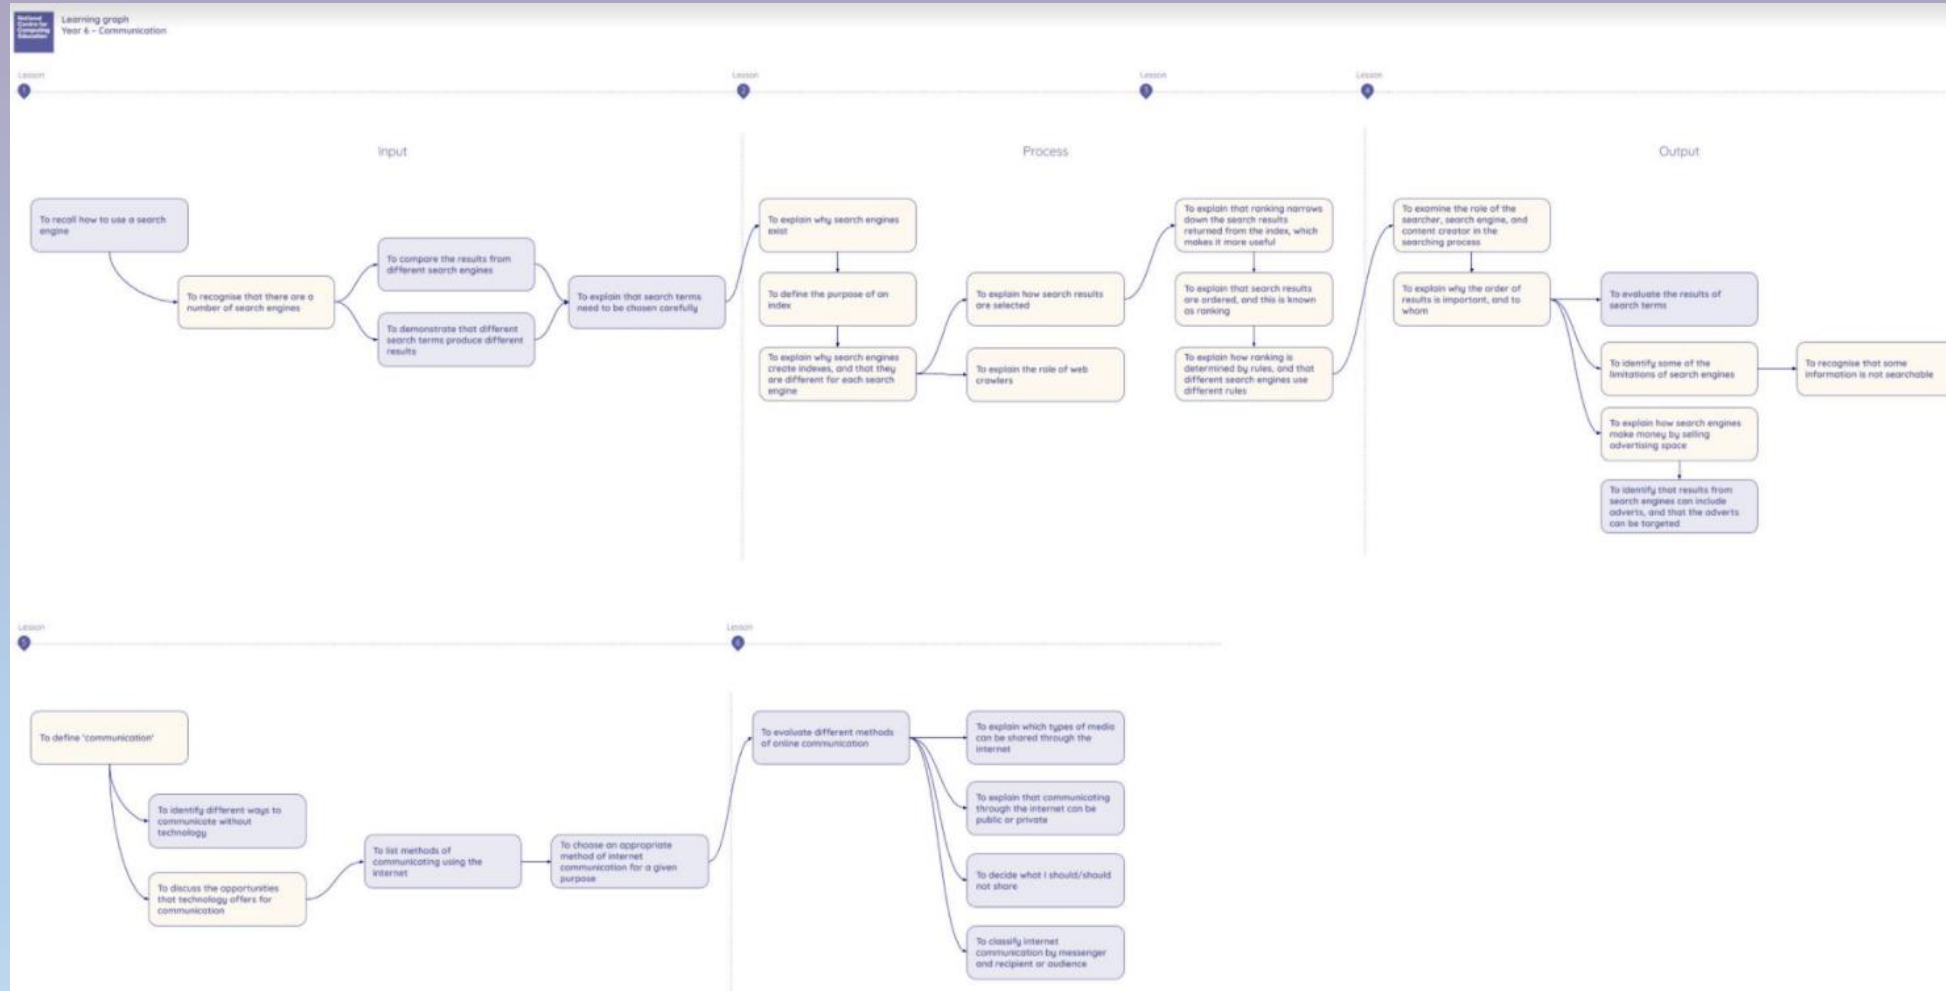 National
Centre for
Computing
Education
Learning graph
Year 6 – Communication
Lesson
1
Lesson
2
Lesson
3
Lesson
4
Input
Process
Output
To recall how to use a search
engine
To recognise that there are a
number of search engines
To compare the results from
different search engines
To demonstrate that different
search terms produce different
results
To explain that search terms
need to be chosen carefully
To explain why search engines
exist
To define the purpose of an
index
To explain why search engines
create indexes, and that they
are different for each search
engine
To explain how search results
are selected
To explain the role of web
crawlers
To explain that ranking narrows
down the search results
returned from the index, which
makes it more useful
To explain that search results
are ordered, and this is known
as ranking
To explain how ranking is
determined by rules, and that
different search engines use
different rules
To examine the role of the
searcher, search engine, and
content creator in the
searching process
To explain why the order of
results is important, and to
whom
To evaluate the results of
search terms
To identify some of the
limitations of search engines
To recognise that some
information is not searchable
To explain how search engines
make money by selling
advertising space
To identify that results from
search engines can include
adverts, and that the adverts
can be targeted
Lesson
5
Lesson
6
To define 'communication'
To identify different ways to
communicate without
technology
To discuss the opportunities
that technology offers for
communication
To list methods of
communicating using the
internet
To choose an appropriate
method of internet
communication for a given
purpose
To evaluate different methods
of online communication
To explain which types of media
can be shared through the
internet
To explain that communicating
through the internet can be
public or private
To decide what I should/should
not share
To classify internet
communication by messenger
and recipient or audience